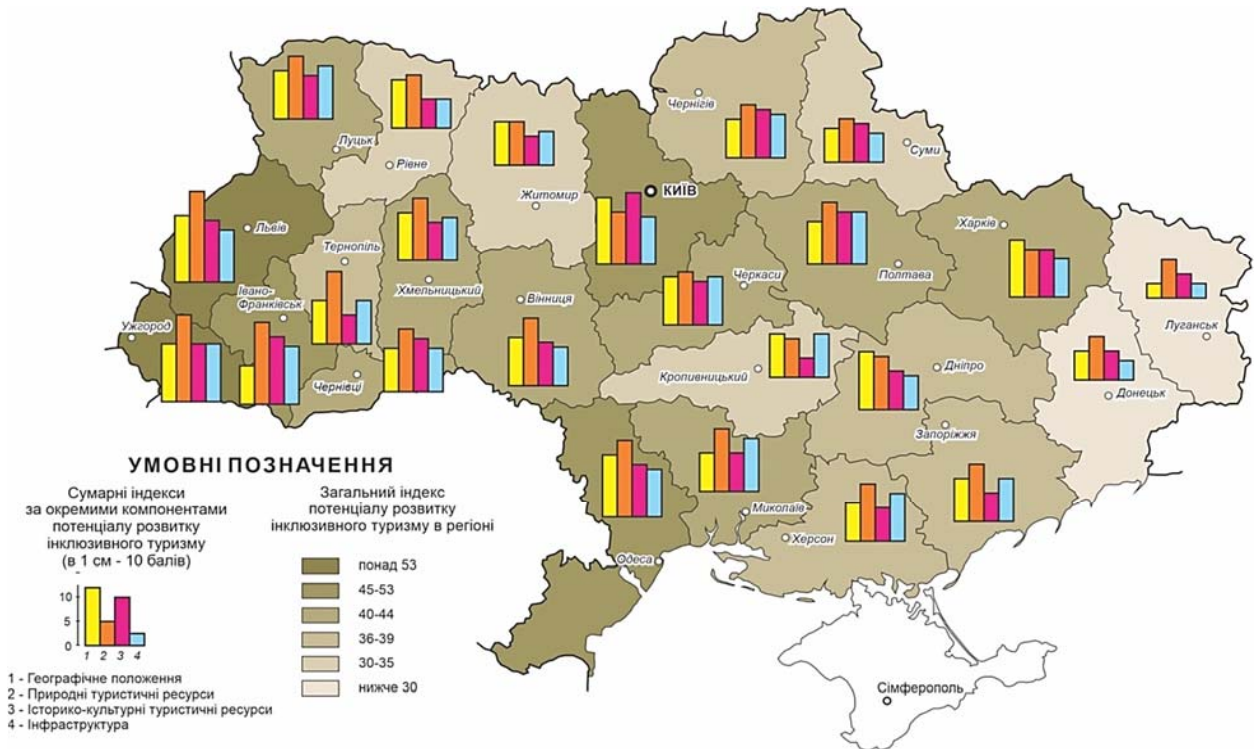 Чернігів
Суми
Луцьк
Рівне
Житомир
КИЇВ
Львів
Тернопіль
Хмельницький
Черкаси
Полтава
Харків
Івано-
Франківськ
Вінниця
Ужгород
Луганськ
Чернівці
Кропивницький
Дніпро
Донецьк
Запоріжжя
Миколаїв
Херсон
Одеса
Сімферополь
УМОВНІ ПОЗНАЧЕННЯ
Сумарні індекси
за окремими компонентами
потенціалу розвитку
інклюзивного туризму
(в 1 см - 10 балів)
10
5
0
1 2 3 4
1 - Географічне положення
2 - Природні туристичні ресурси
3 - Історико-культурні туристичні ресурси
4 - Інфраструктура
Загальний індекс
потенціалу розвитку
інклюзивного туризму в регіоні
понад 53
45-53
40-44
36-39
30-35
нижче 30